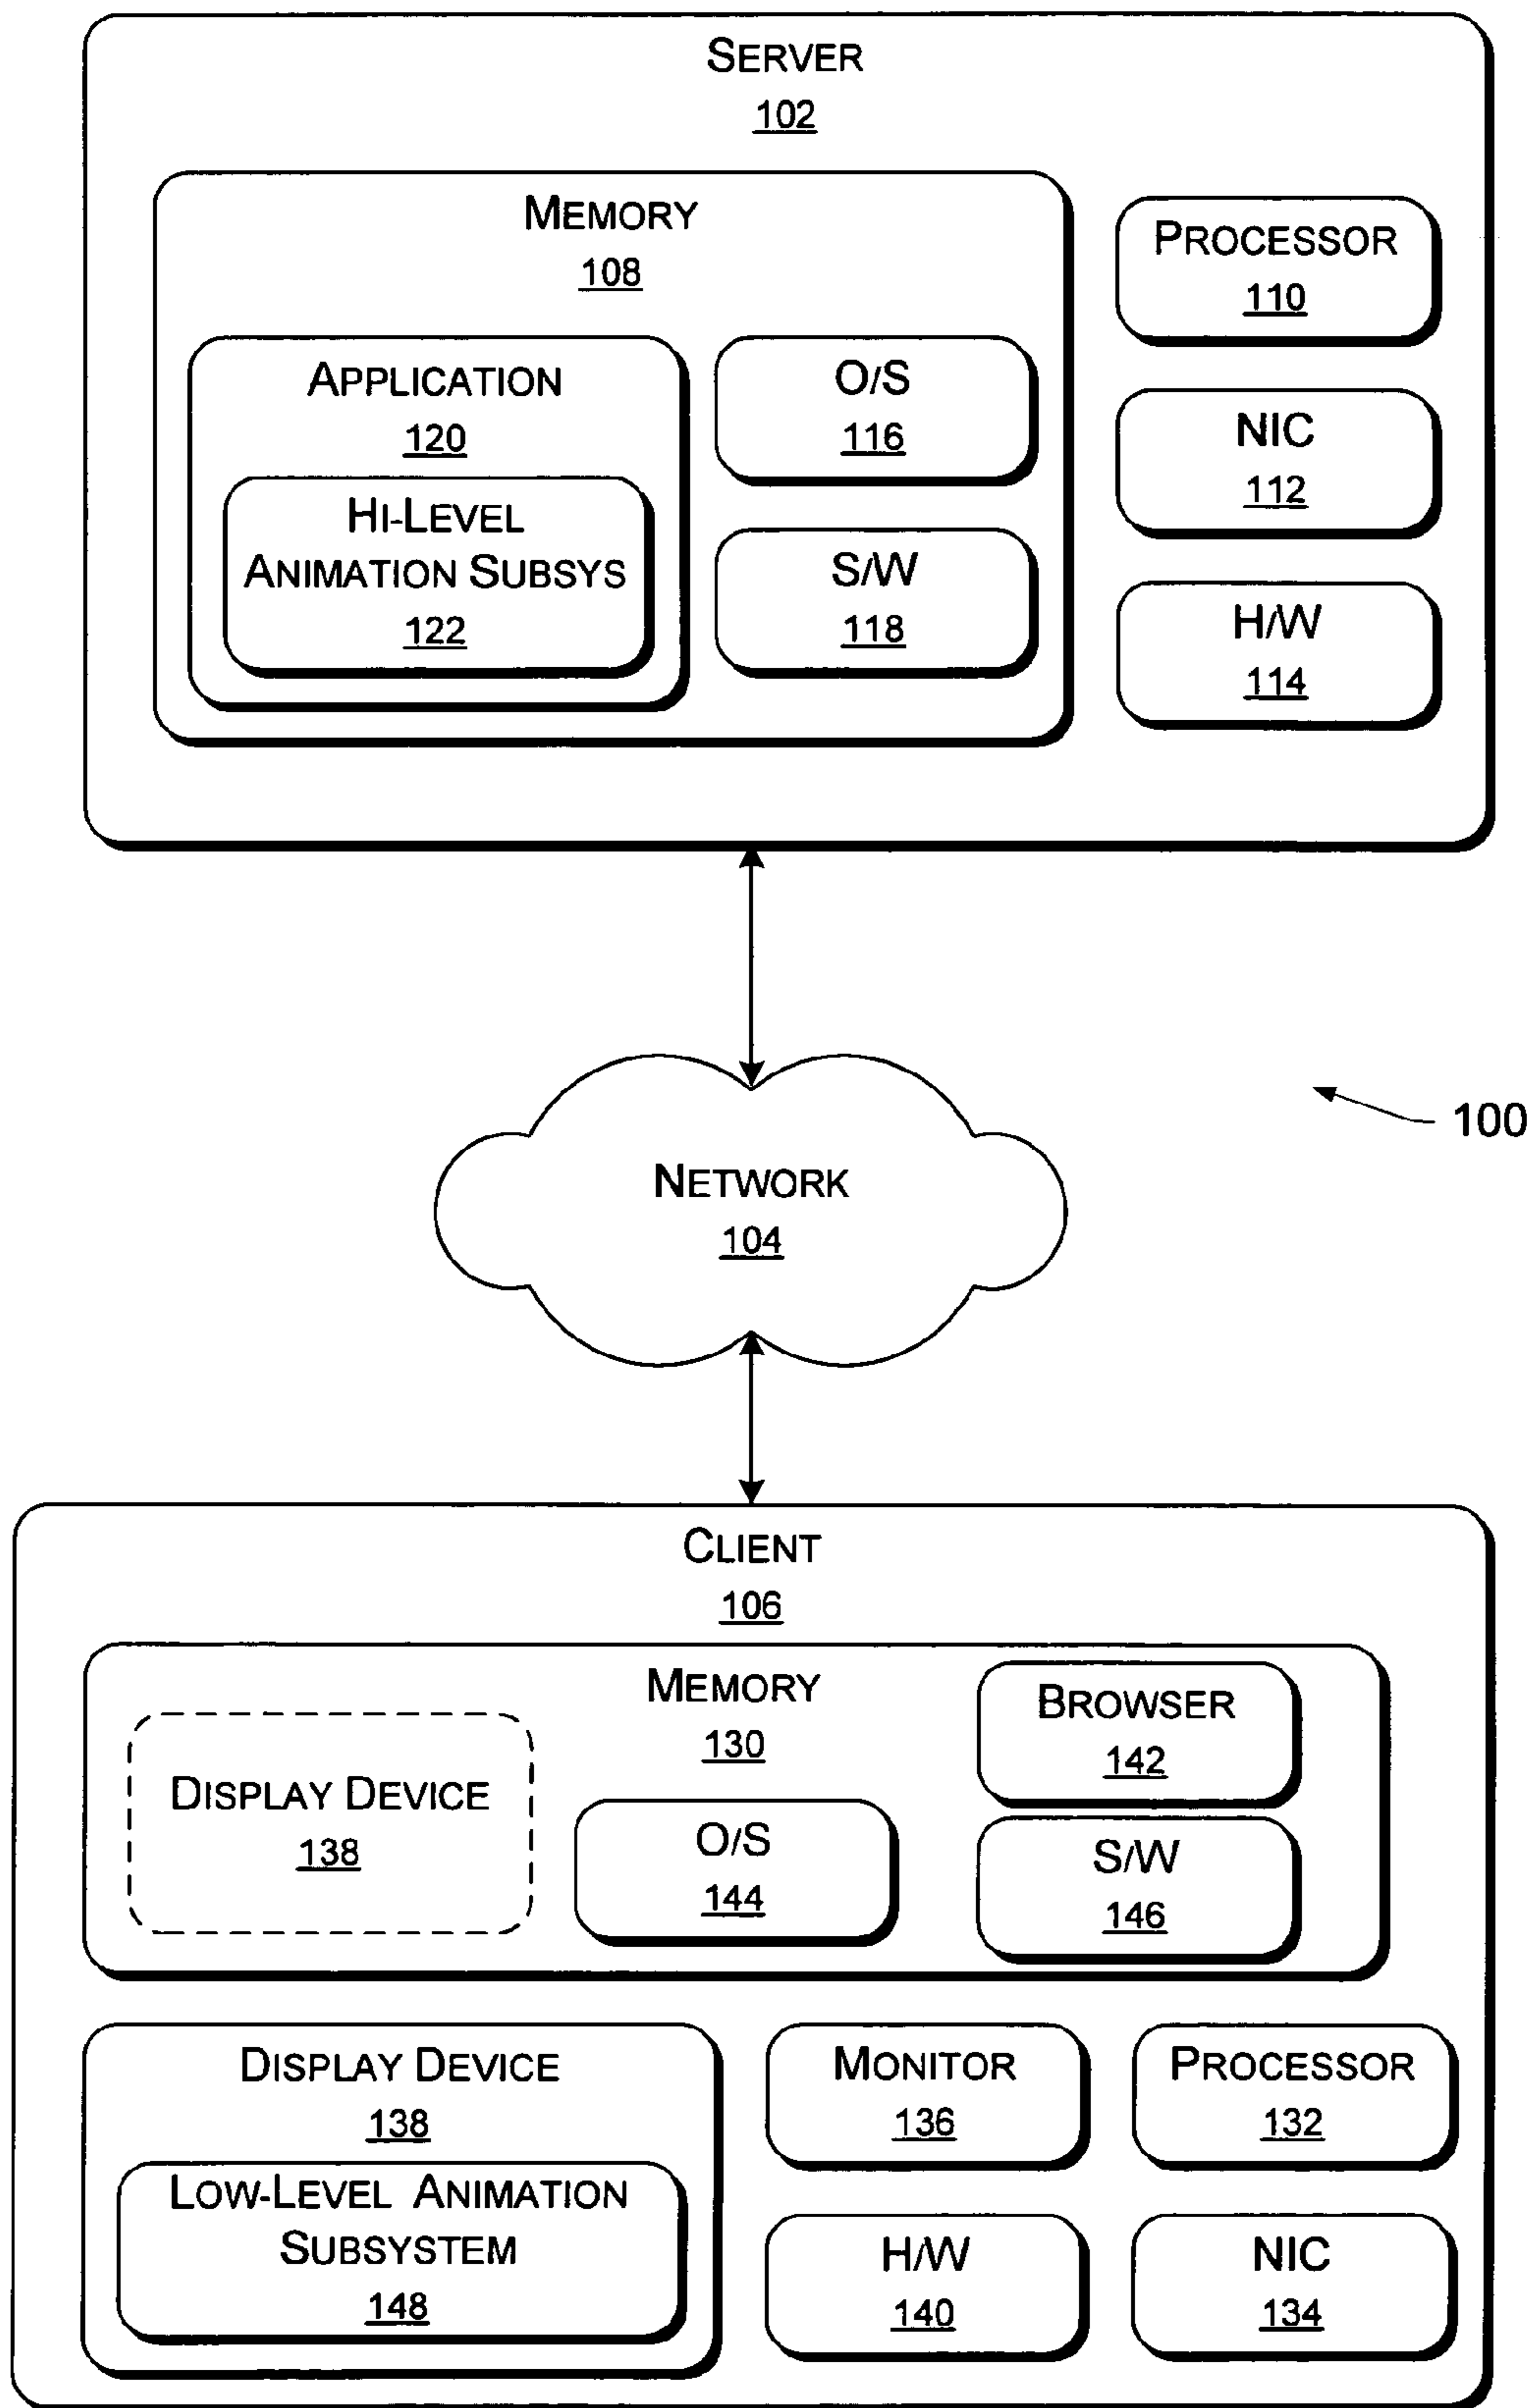 SERVER
102
MEMORY
108
PROCESSOR
110
APPLICATION
120
O/S
116
NIC
112
HI-LEVEL
ANIMATION SUBSYS
122
S/W
118
H/W
114
100
NETWORK
104
CLIENT
106
MEMORY
130
BROWSER
142
DISPLAY DEVICE
138
O/S
144
S/W
146
DISPLAY DEVICE
138
MONITOR
136
PROCESSOR
132
LOW-LEVEL ANIMATION
SUBSYSTEM
148
H/W
140
NIC
134